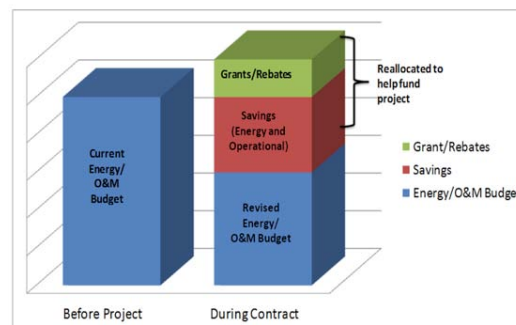 Grants/Rebates
Reallocated to
help fund
project
Savings
(Energy and
Operational)
Current
Energy/
O&M
Budget
Grant/Rebates
Savings
Energy/O&M Budge
Revised
Energy/
O&M Budget
Before Project
During Contract